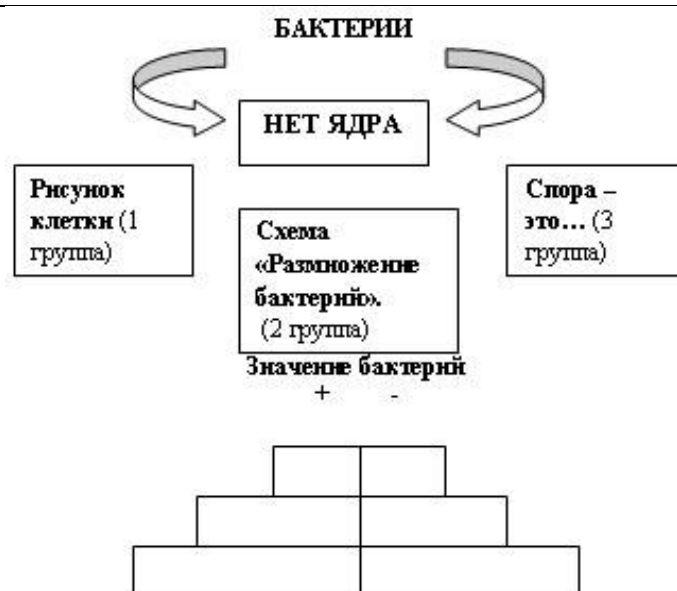 БАКТЕРИИ
НЕТ ЯДРА
Рисунок
клетки (1
группа)
Схема
«Размножение
бактерий».
(2 группа)
Спора –
это… (3
группа)
Значение бактерий
+ -